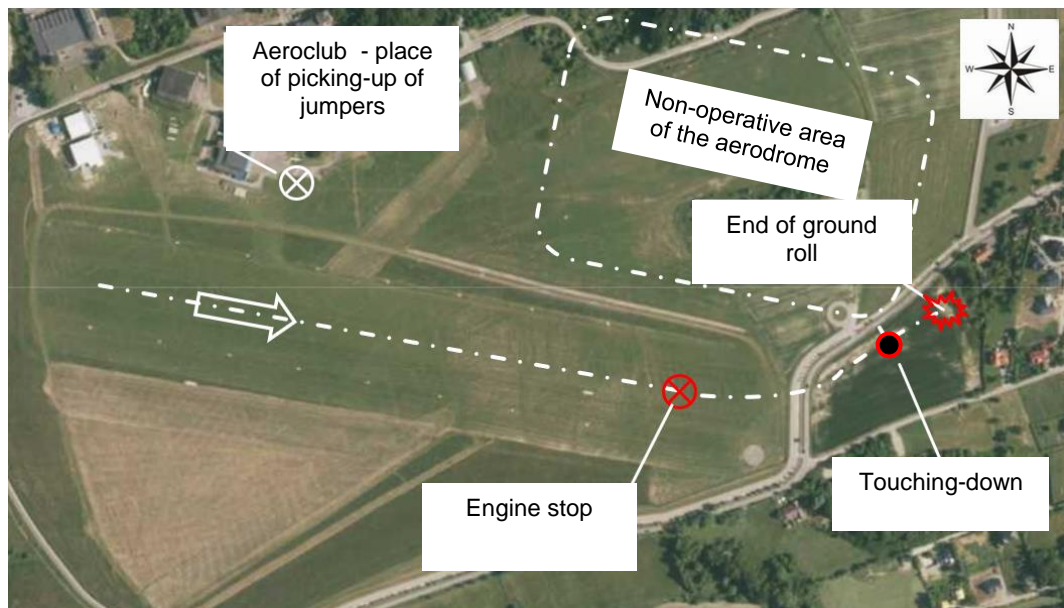 Aeroclub - place
of picking-up of
jumpers
N
W
E
S
Non-operative area
of the aerodrome
End of ground
roll
Engine stop
Touching-down